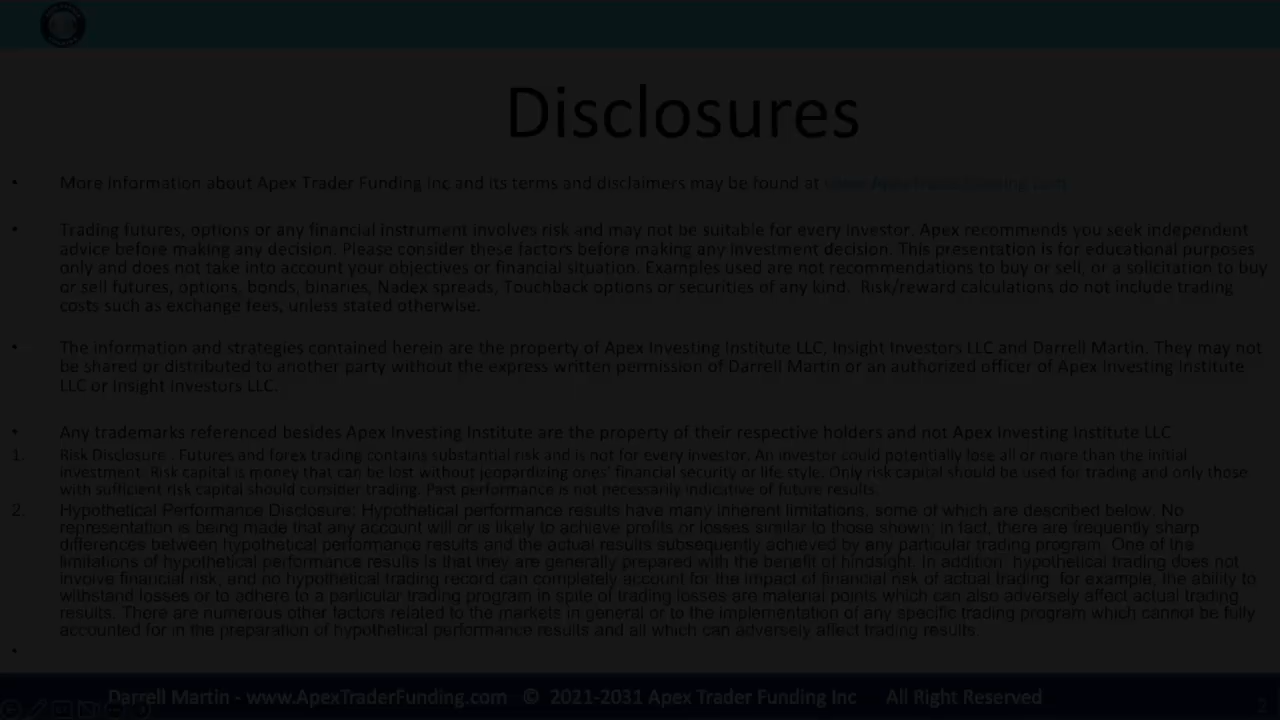 Disclosures
• More Information about Apex Trader Funding Inc and its terms and disclaimers may be found at www.ApexTraderFunding.com
• Trading futures, options or any financial instrument involves risk and may not be suitable for every investor. Apex recommends you seek independent
advice before making any decision. Please consider these factors before making any investment decision. This presentation is for educational purposes
only and does not take into account your objectives or financial situation. Examples used are not recommendations to buy or sell, or a solicitation to buy
or sell futures, options, bonds, binaries, Nadex spreads, Touchback options or securities of any kind. Risk/reward calculations do not include trading
costs such as exchange fees, unless stated otherwise.
• The information and strategies contained herein are the property of Apex Investing Institute LLC, Insight Investors LLC and Darrell Martin. They may not
be shared or distributed to another party without the express written permission of Darrell Martin or an authorized officer of Apex Investing Institute
LLC or Insight Investors LLC.
• Any trademarks referenced besides Apex Investing Institute are the property of their respective holders and not Apex Investing Institute LLC
1. Risk Disclosure : Futures and forex trading contains substantial risk and is not for every investor. An investor could potentially lose all or more than the initial
investment. Risk capital is money that can be lost without jeopardizing ones' financial security or life style. Only risk capital should be used for trading and only those
with sufficient risk capital should consider trading. Past performance is not necessarily indicative of future results.
2. Hypothetical Performance Disclosure: Hypothetical performance results have many inherent limitations, some of which are described below. No
representation is being made that any account will or is likely to achieve profits or losses similar to those shown; in fact, there are frequently sharp
differences between hypothetical performance results and the actual results subsequently achieved by any particular trading program. One of the
limitations of hypothetical performance results is that they are generally prepared with the benefit of hindsight. In addition, hypothetical trading does not
involve financial risk, and no hypothetical trading record can completely account for the impact of financial risk of actual trading. for example, the ability to
withstand losses or to adhere to a particular trading program in spite of trading losses are material points which can also adversely affect actual trading
results. There are numerous other factors related to the markets in general or to the implementation of any specific trading program which cannot be fully
accounted for in the preparation of hypothetical performance results and all which can adversely affect trading results.
•
Darrell Martin - www.ApexTraderFunding.com © 2021-2031 Apex Trader Funding Inc All Right Reserved
2